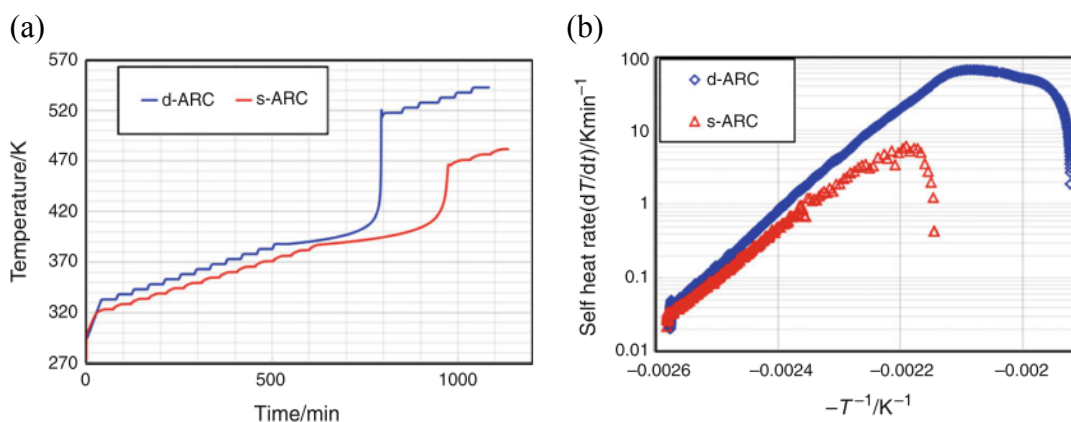 (a)
570
520
470
420
370
320
270
Temperature/K
d-ARC s-ARC
0 500 1000
Time/min
(b)
100
10
1
0.1
0.01
Self heat rate(dT/dt)/Kmin⁻¹
d-ARC
s-ARC
−0.0026 −0.0024 −0.0022 −0.002
−T⁻¹/K⁻¹